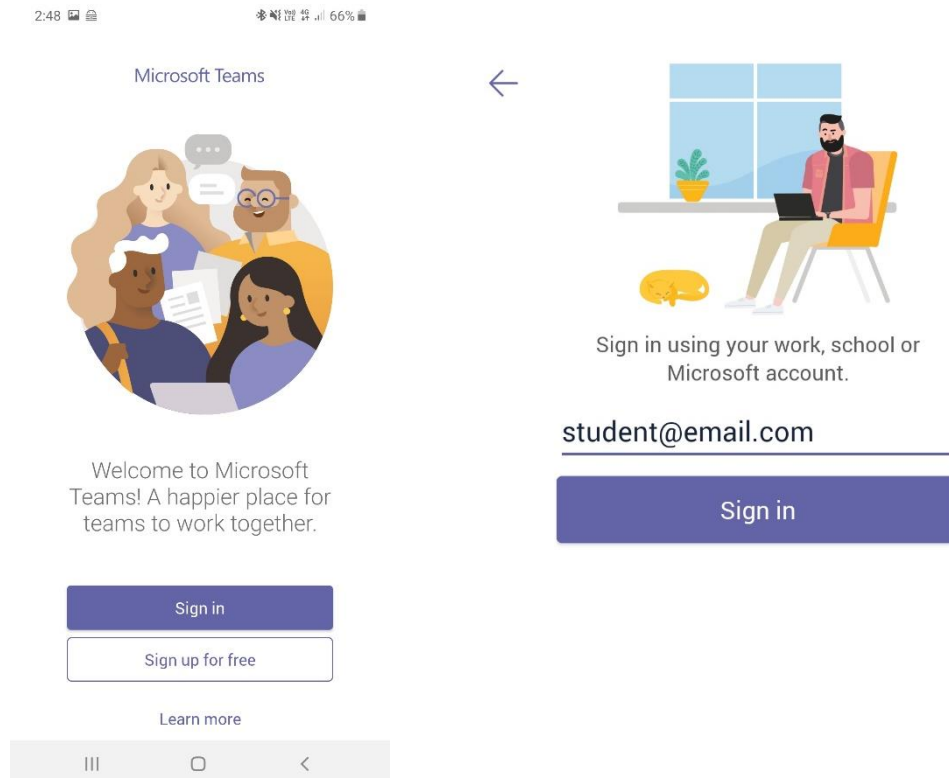 2:48 66%
Microsoft Teams
Welcome to Microsoft
Teams! A happier place for
teams to work together.
Sign in
Sign up for free
Learn more
Sign in using your work, school or
Microsoft account.
student@email.com
Sign in